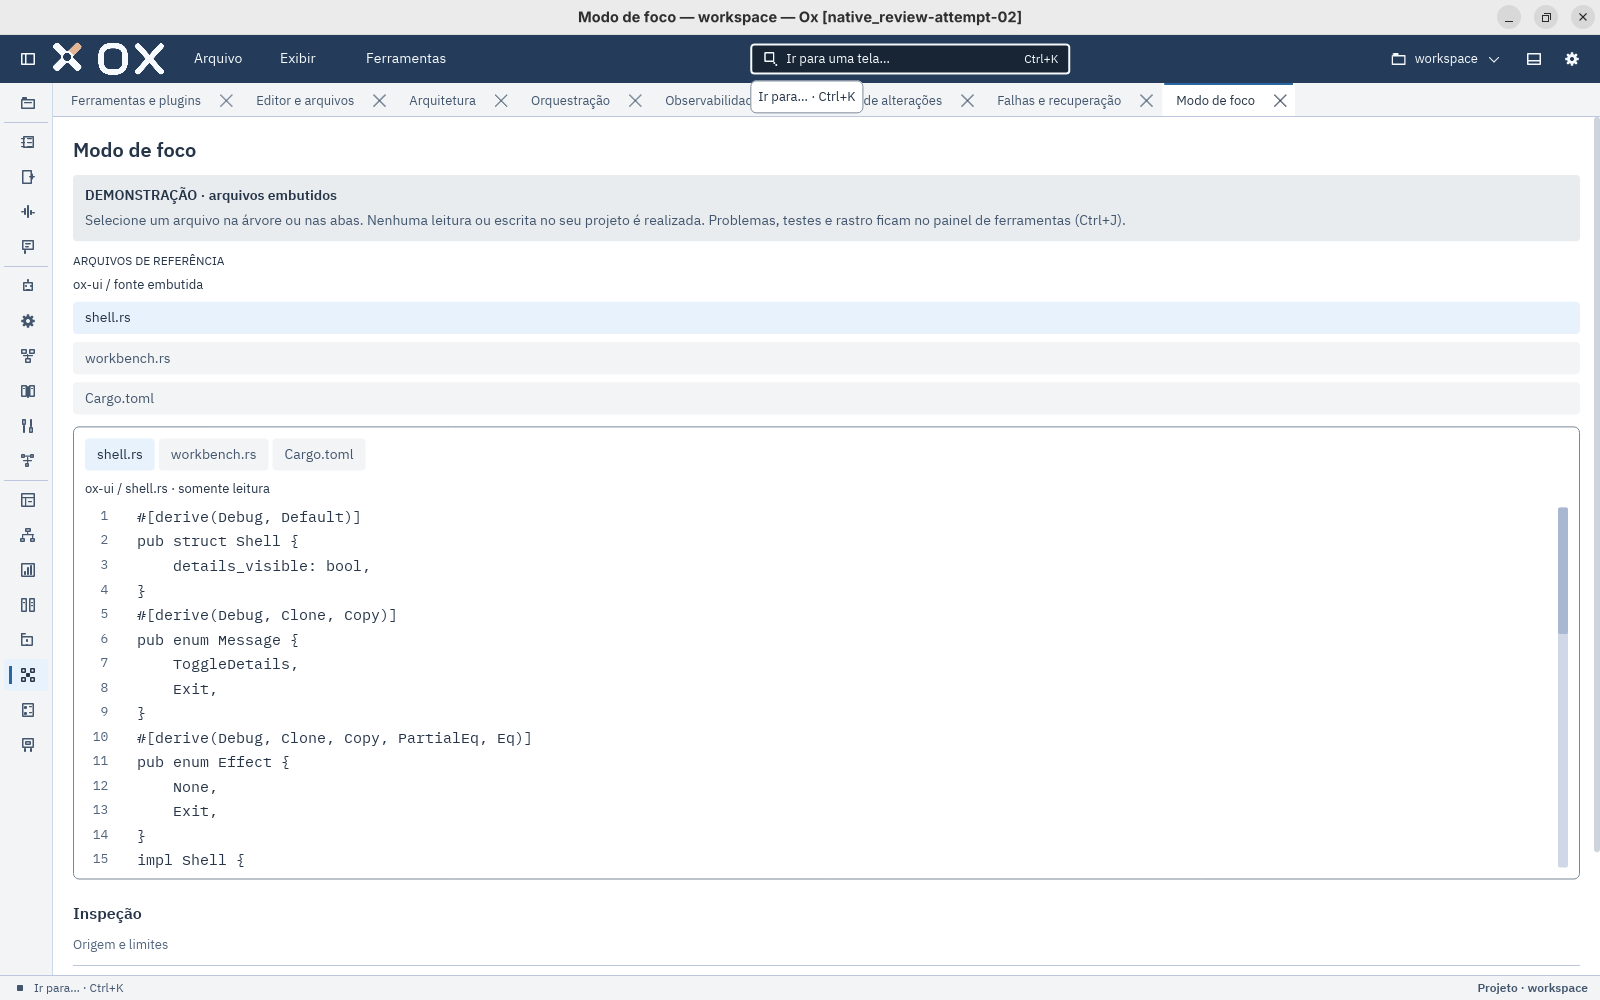 Modo de foco — workspace — Ox [native_review-attempt-02]
OX
Arquivo
Exibir
Ferramentas
Ir para uma tela...
Ctrl+K
workspace
Ferramentas e plugins
Editor e arquivos
Arquitetura
Orquestração
Observabilidad
de alterações
Falhas e recuperação
Modo de foco
Ir para... · Ctrl+K
Modo de foco
DEMONSTRAÇÃO · arquivos embutidos
Selecione um arquivo na árvore ou nas abas. Nenhuma leitura ou escrita no seu projeto é realizada. Problemas, testes e rastro ficam no painel de ferramentas (Ctrl+J).
ARQUIVOS DE REFERÊNCIA
ox-ui / fonte embutida
shell.rs
workbench.rs
Cargo.toml
shell.rs
workbench.rs
Cargo.toml
ox-ui / shell.rs · somente leitura
1 #[derive(Debug, Default)]
2 pub struct Shell {
3     details_visible: bool,
4 }
5 #[derive(Debug, Clone, Copy)]
6 pub enum Message {
7     ToggleDetails,
8     Exit,
9 }
10 #[derive(Debug, Clone, Copy, PartialEq, Eq)]
11 pub enum Effect {
12     None,
13     Exit,
14 }
15 impl Shell {
Inspeção
Origem e limites
Ir para... · Ctrl+K
Projeto · workspace